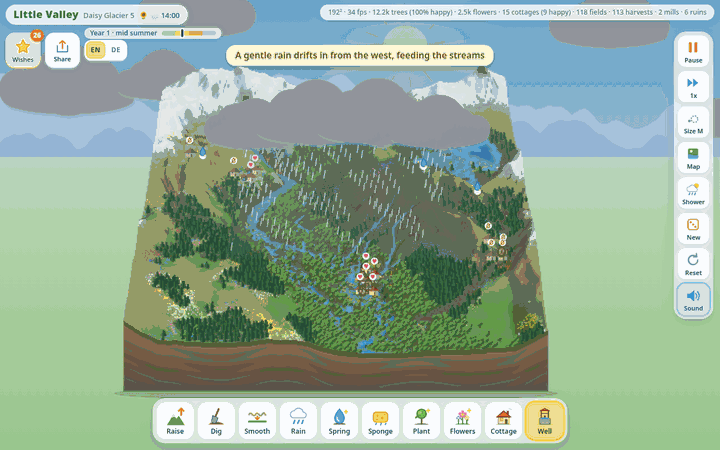 Little Valley Daisy Glacier 5 14:00
192² · 34 fps · 12.2k trees (100% happy) · 2.5k flowers · 15 cottages (9 happy) · 118 fields · 113 harvests · 2 mills · 6 ruins
Year 1 · mid summer
26
Wishes
Share
EN DE
A gentle rain drifts in from the west, feeding the streams
Pause
1x
Size M
Map
Shower
New
Reset
Sound
Raise Dig Smooth Rain Spring Sponge Plant Flowers Cottage Well